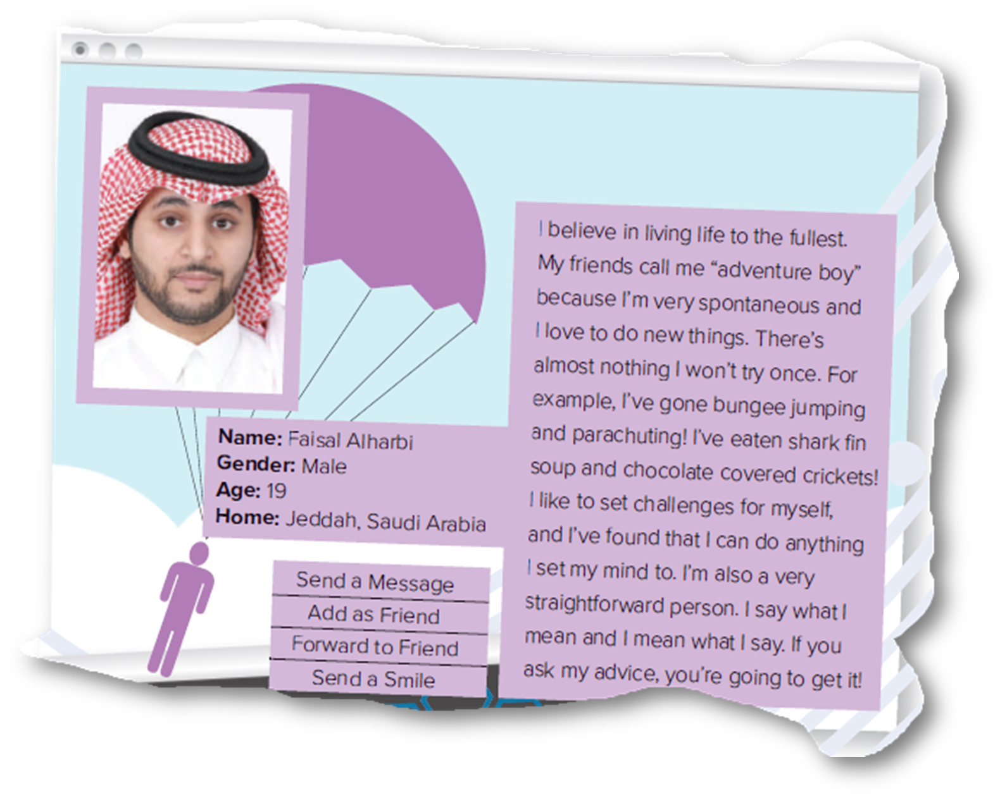 Name: Faisal Alharbi
Gender: Male
Age: 19
Home: Jeddah, Saudi Arabia
Send a Message
Add as Friend
Forward to Friend
Send a Smile
I believe in living life to the fullest.
My friends call me “adventure boy”
because I’m very spontaneous and
I love to do new things. There’s
almost nothing I won’t try once. For
example, I’ve gone bungee jumping
and parachuting! I’ve eaten shark fin
soup and chocolate covered crickets!
I like to set challenges for myself,
and I’ve found that I can do anything
I set my mind to. I’m also a very
straightforward person. I say what I
mean and I mean what I say. If you
ask my advice, you’re going to get it!